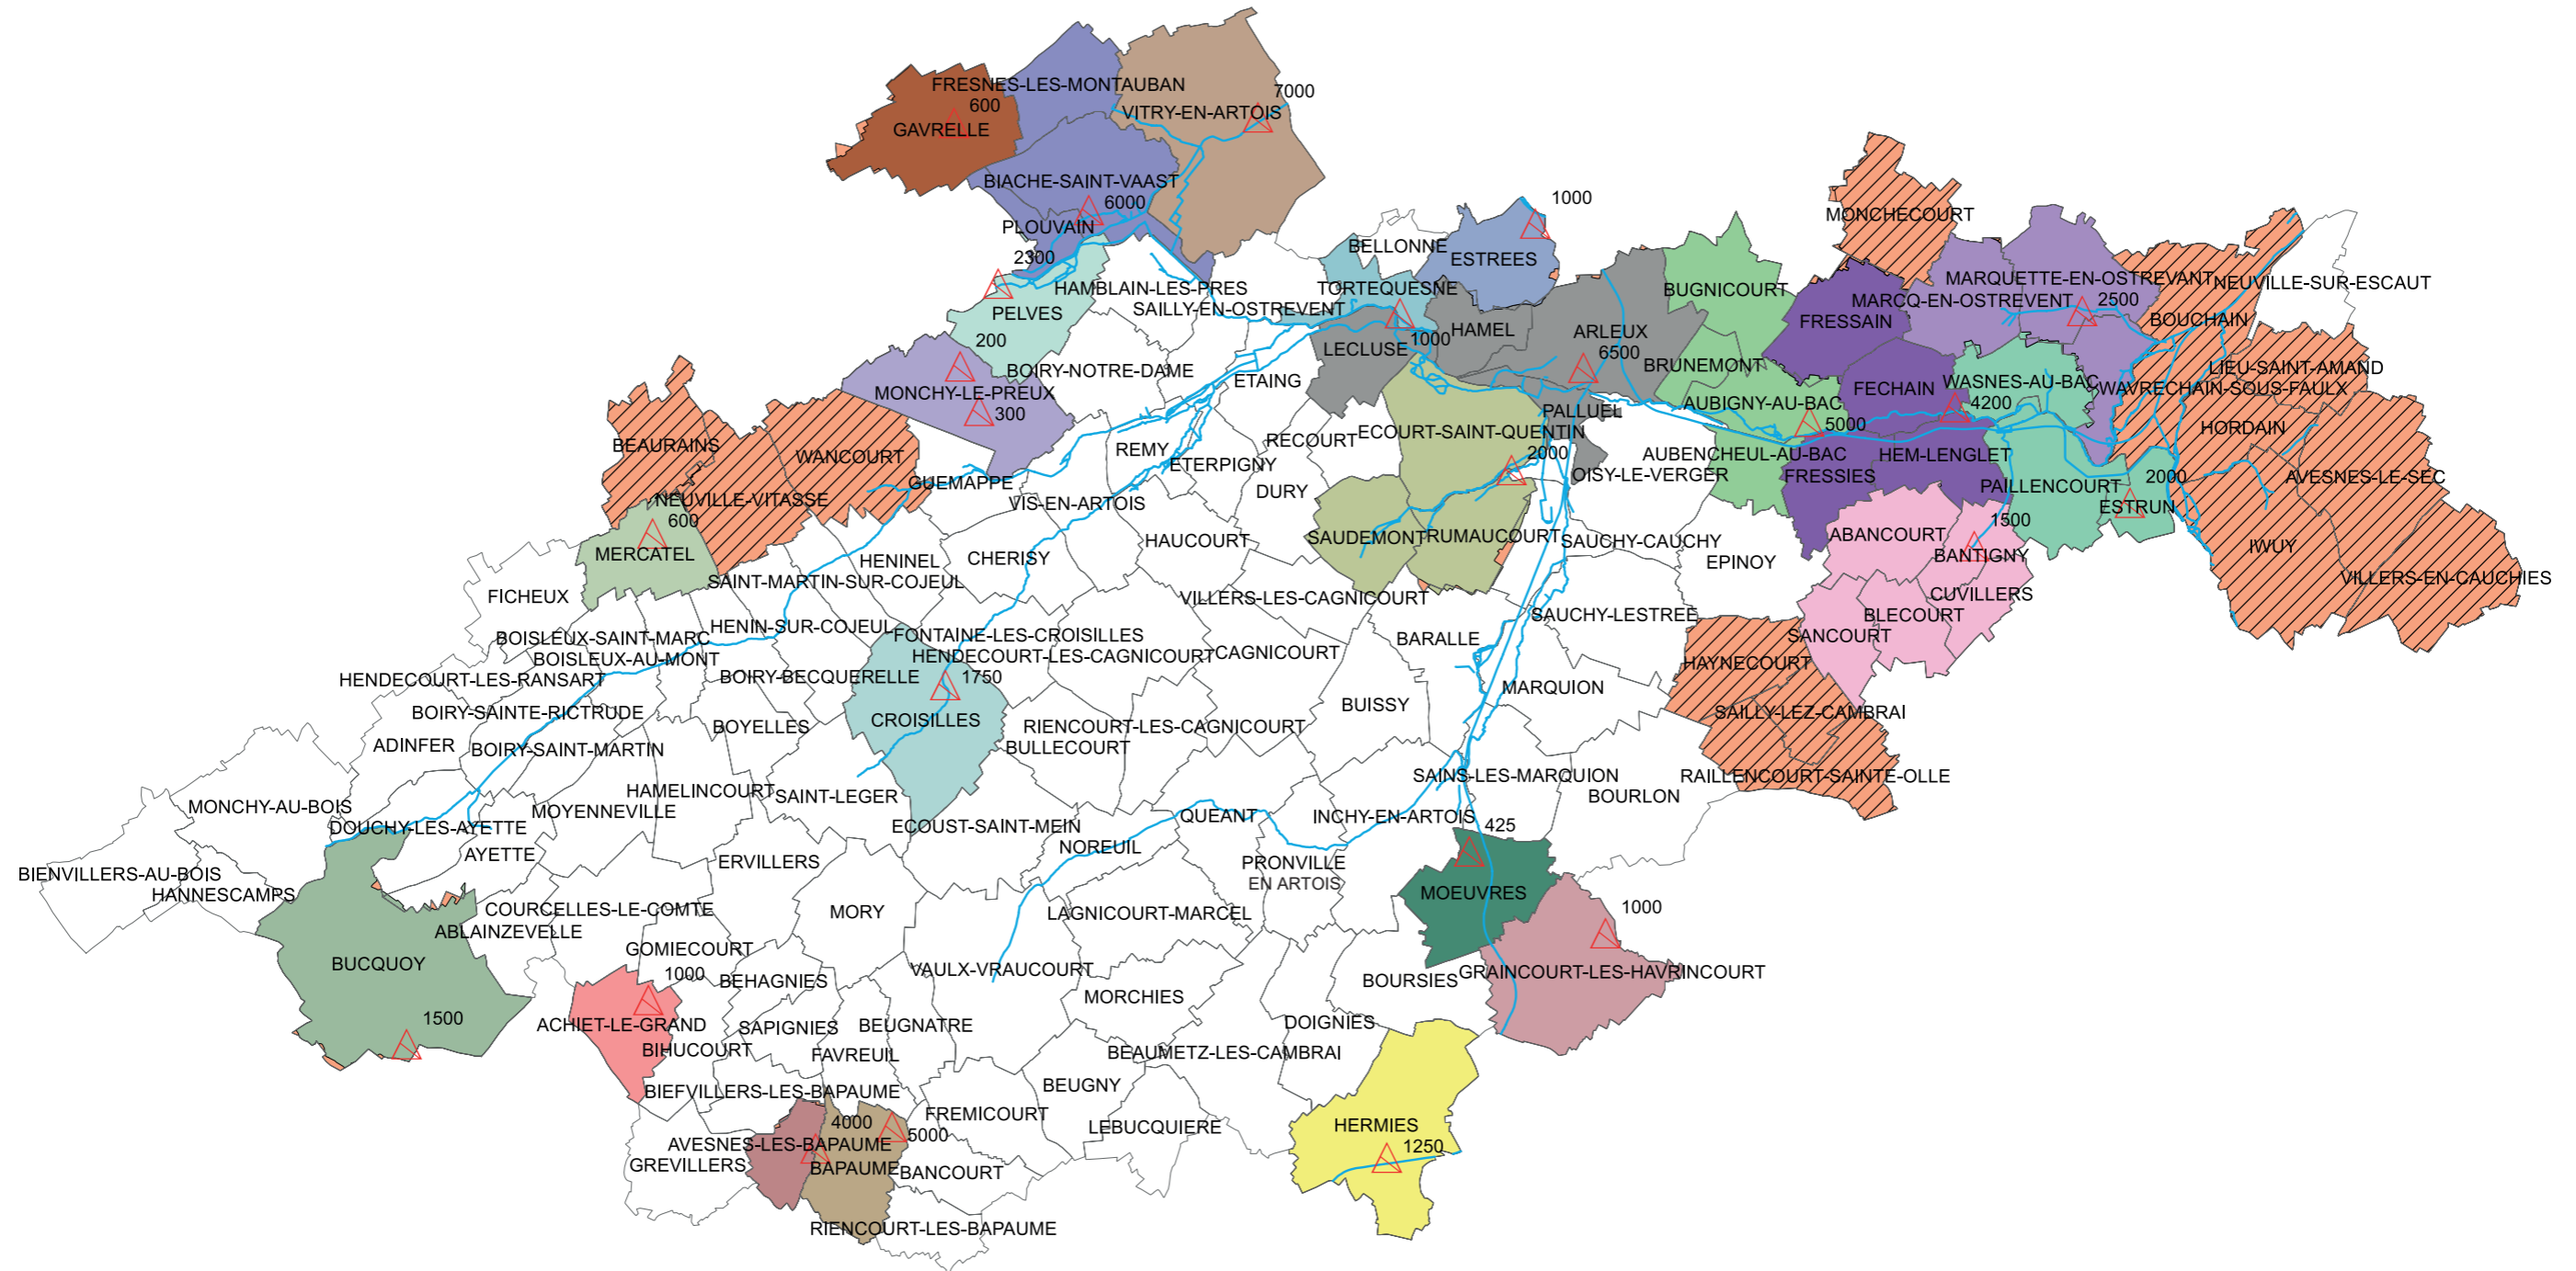 FRESNES-LES-MONTAUBAN
7000
600
VITRY-EN-ARTOIS
GAVRELLE
BIACHE-SAINT-VAAST
6000
1000
MONCHECOURT
PLOUVAIN
BELLONNE
2300
ESTREES
HAMBLAIN-LES-PRES
TORTEQUESNE
BUGNICOURT
MARQUETTE-EN-OSTREVANT
NEUVILLE-SUR-ESCAUT
SAILLY-EN-OSTREVENT
MARCQ-EN-OSTREVENT
2500
PELVES
HAMEL
ARLEUX
FRESSAIN
BOUCHAIN
200
LECLUSE
1000
6500
BOIRY-NOTRE-DAME
BRUNEMONT
LIEU-SAINT-AMAND
MONCHY-LE-PREUX
ETAING
FECHAIN
WASNES-AU-BAC
WAVRECHAIN-SOUS-FAULX
300
PALLUEL
AUBIGNY-AU-BAC
4200
5000
HORDAIN
BEAURAINS
WANCOURT
REMY
RECOURT
ECOURT-SAINT-QUENTIN
2000
AUBENCHEUL-AU-BAC
HEM-LENGLET
ETERPIGNY
OISY-LE-VERGER
FRESSIES
2000
AVESNES-LE-SEC
GUEMAPPE
DURY
PAILLENCOURT
NEUVILLE-VITASSE
VIS-EN-ARTOIS
ESTRUN
600
1500
MERCATEL
HAUCOURT
SAUDEMONT
RUMAUCOURT
SAUCHY-CAUCHY
ABANCOURT
BANTIGNY
IWUY
HENINEL
CHERISY
EPINOY
SAINT-MARTIN-SUR-COJEUL
VILLERS-EN-CAUCHIES
FICHEUX
VILLERS-LES-CAGNICOURT
CUVILLERS
SAUCHY-LESTREE
BLECOURT
HENIN-SUR-COJEUL
BOISLEUX-SAINT-MARC
FONTAINE-LES-CROISILLES
BARALLE
SANCOURT
BOISLEUX-AU-MONT
HENDECOURT-LES-CAGNICOURT
CAGNICOURT
HAYNECOURT
HENDECOURT-LES-RANSART
BOIRY-BECQUERELLE
1750
MARQUION
BOIRY-SAINTE-RICTRUDE
BUISSY
SAILLY-LEZ-CAMBRAI
CROISILLES
BOYELLES
RIENCOURT-LES-CAGNICOURT
ADINFER
BOIRY-SAINT-MARTIN
BULLECOURT
SAINS-LES-MARQUION
RAILLENCOURT-SAINTE-OLLE
HAMELINCOURT
SAINT-LEGER
BOURLON
MONCHY-AU-BOIS
MOYENNEVILLE
QUEANT
INCHY-EN-ARTOIS
DOUCHY-LES-AYETTE
ECOUST-SAINT-MEIN
425
NOREUIL
AYETTE
ERVILLERS
PRONVILLE
EN ARTOIS
BIENVILLERS-AU-BOIS
HANNESCAMPS
MOEUVRES
COURCELLES-LE-COMTE
MORY
LAGNICOURT-MARCEL
1000
ABLAINZEVELLE
GOMIECOURT
BUCQUOY
1000
BEHAGNIES
VAULX-VRAUCOURT
BOURSIES
GRAINCOURT-LES-HAVRINCOURT
MORCHIES
1500
ACHIET-LE-GRAND
SAPIGNIES
BEUGNATRE
DOIGNIES
BIHUCOURT
FAVREUIL
BEAUMETZ-LES-CAMBRAI
BIEFVILLERS-LES-BAPAUME
BEUGNY
4000
5000
FREMICOURT
LEBUCQUIERE
HERMIES
AVESNES-LES-BAPAUME
1250
GREVILLERS
BAPAUME
BANCOURT
RIENCOURT-LES-BAPAUME